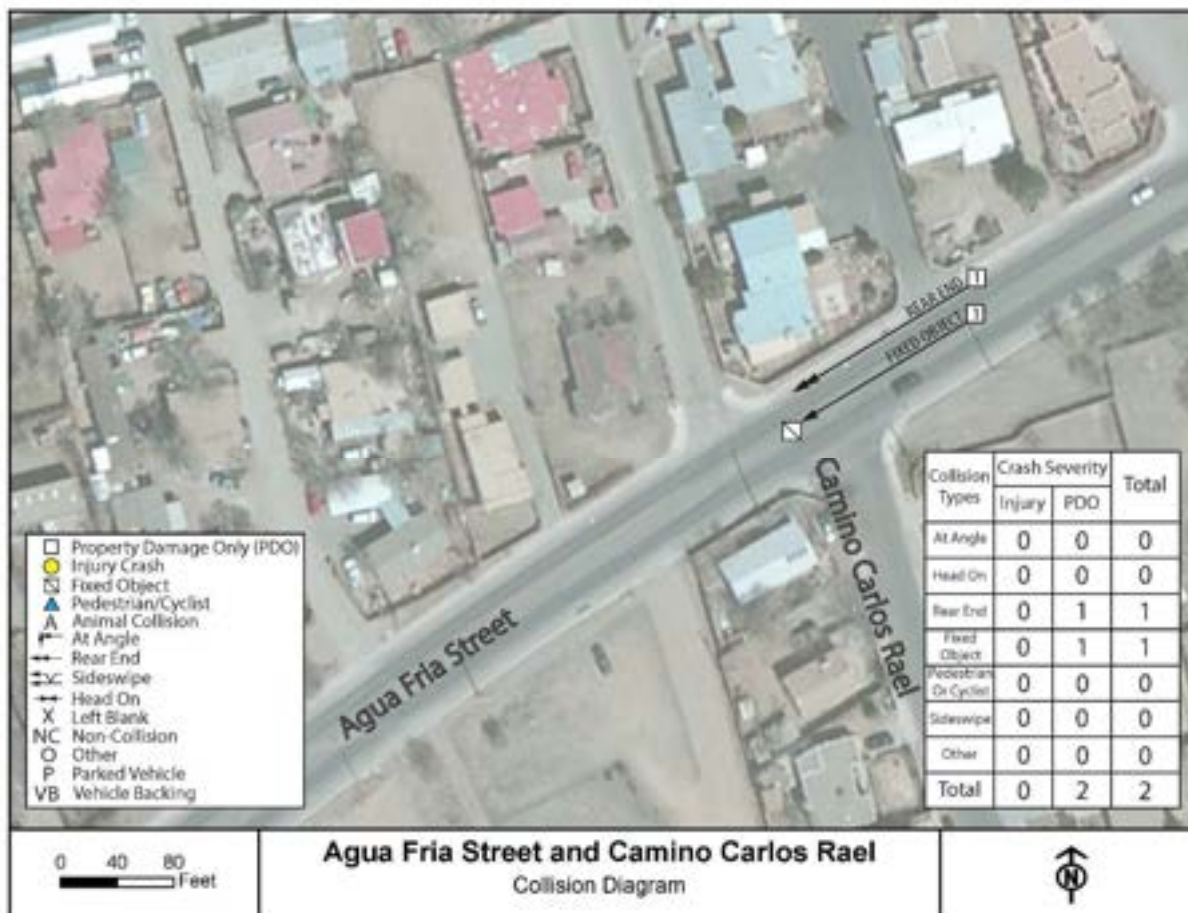 REAR END
1
FIXED OBJECT
1
Agua Fria Street
Camino Carlos Rael
Property Damage Only (PDO)
Injury Crash
Fixed Object
Pedestrian/Cyclist
A Animal Collision
At Angle
Rear End
Sideswipe
Head On
X Left Blank
NC Non-Collision
O Other
P Parked Vehicle
VB Vehicle Backing
Collision Types Crash Severity Total
Injury PDO
At Angle 0 0 0
Head On 0 0 0
Rear End 0 1 1
Fixed Object 0 1 1
Pedestrian Or Cyclist 0 0 0
Sideswipe 0 0 0
Other 0 0 0
Total 0 2 2
0 40 80
Feet
Agua Fria Street and Camino Carlos Rael
Collision Diagram
N